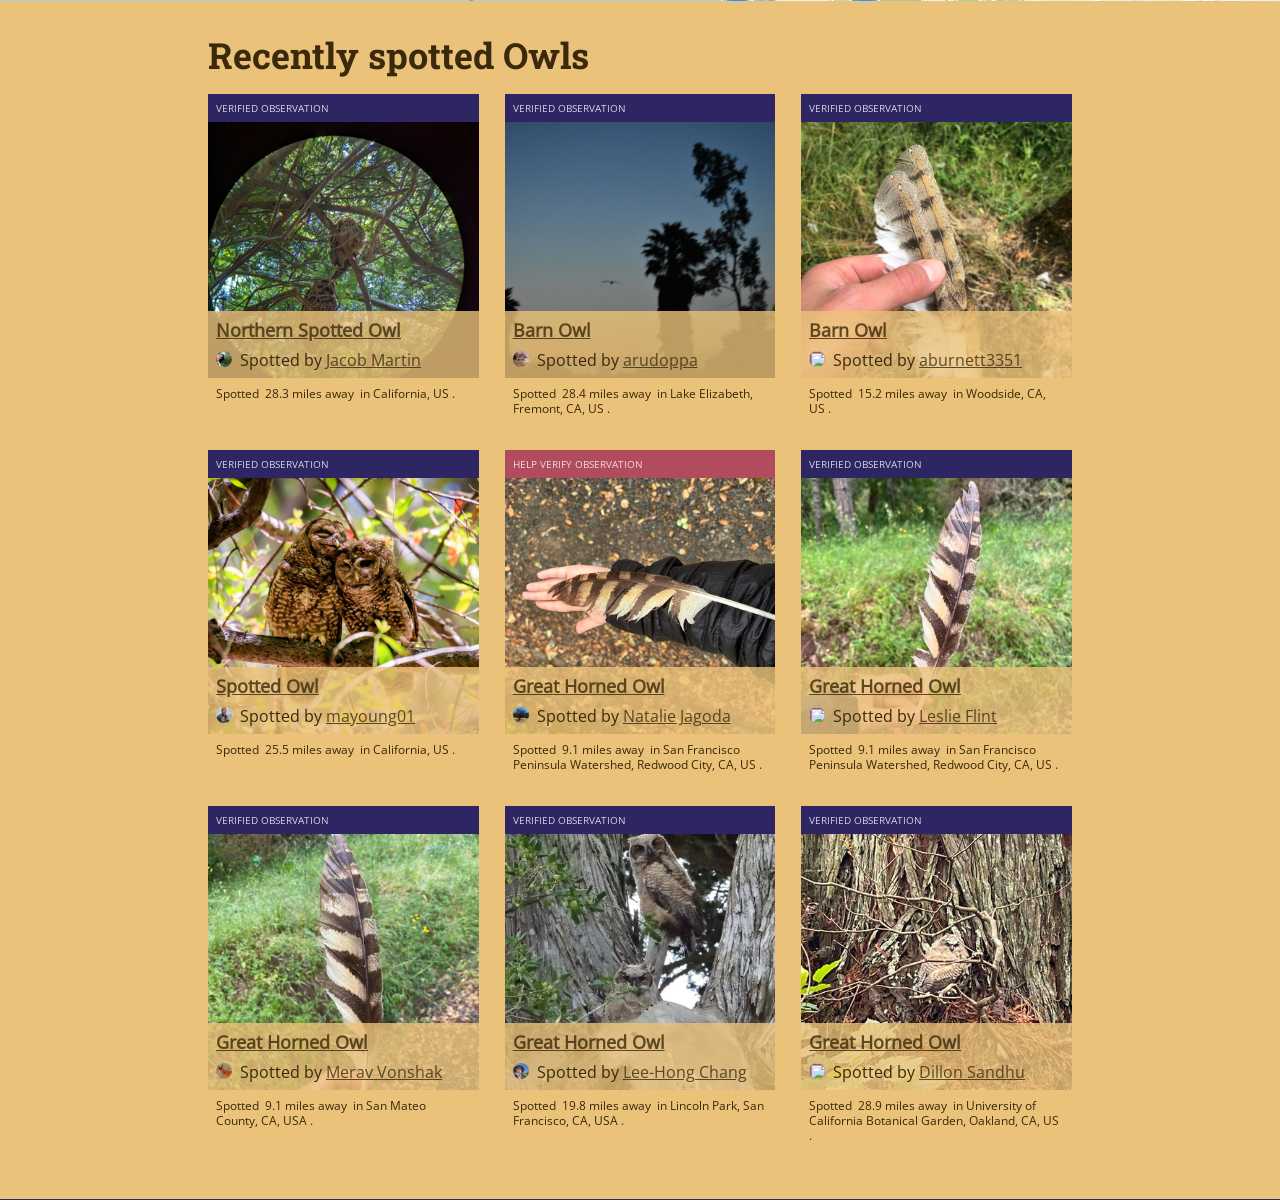 Recently spotted Owls
VERIFIED OBSERVATION
Northern Spotted Owl
Spotted by Jacob Martin
Spotted 28.3 miles away in California, US .
VERIFIED OBSERVATION
Barn Owl
Spotted by arudoppa
Spotted 28.4 miles away in Lake Elizabeth,
Fremont, CA, US .
VERIFIED OBSERVATION
Barn Owl
Spotted by aburnett3351
Spotted 15.2 miles away in Woodside, CA,
US .
VERIFIED OBSERVATION
Spotted Owl
Spotted by mayoung01
Spotted 25.5 miles away in California, US .
HELP VERIFY OBSERVATION
Great Horned Owl
Spotted by Natalie Jagoda
Spotted 9.1 miles away in San Francisco
Peninsula Watershed, Redwood City, CA, US .
VERIFIED OBSERVATION
Great Horned Owl
Spotted by Leslie Flint
Spotted 9.1 miles away in San Francisco
Peninsula Watershed, Redwood City, CA, US .
VERIFIED OBSERVATION
Great Horned Owl
Spotted by Merav Vonshak
Spotted 9.1 miles away in San Mateo
County, CA, USA .
VERIFIED OBSERVATION
Great Horned Owl
Spotted by Lee-Hong Chang
Spotted 19.8 miles away in Lincoln Park, San
Francisco, CA, USA .
VERIFIED OBSERVATION
Great Horned Owl
Spotted by Dillon Sandhu
Spotted 28.9 miles away in University of
California Botanical Garden, Oakland, CA, US
.